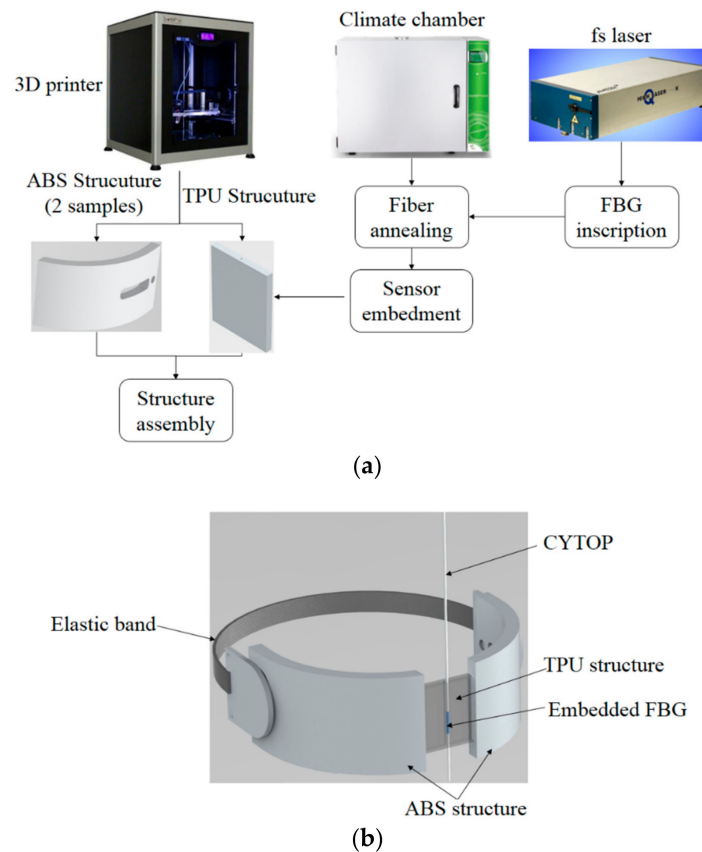 Climate chamber
fs laser
3D printer
ABS Strucuture
(2 samples)
TPU Strucuture
Fiber
annealing
FBG
inscription
Sensor
embedment
Structure
assembly
(a)
CYTOP
Elastic band
TPU structure
Embedded FBG
ABS structure
(b)